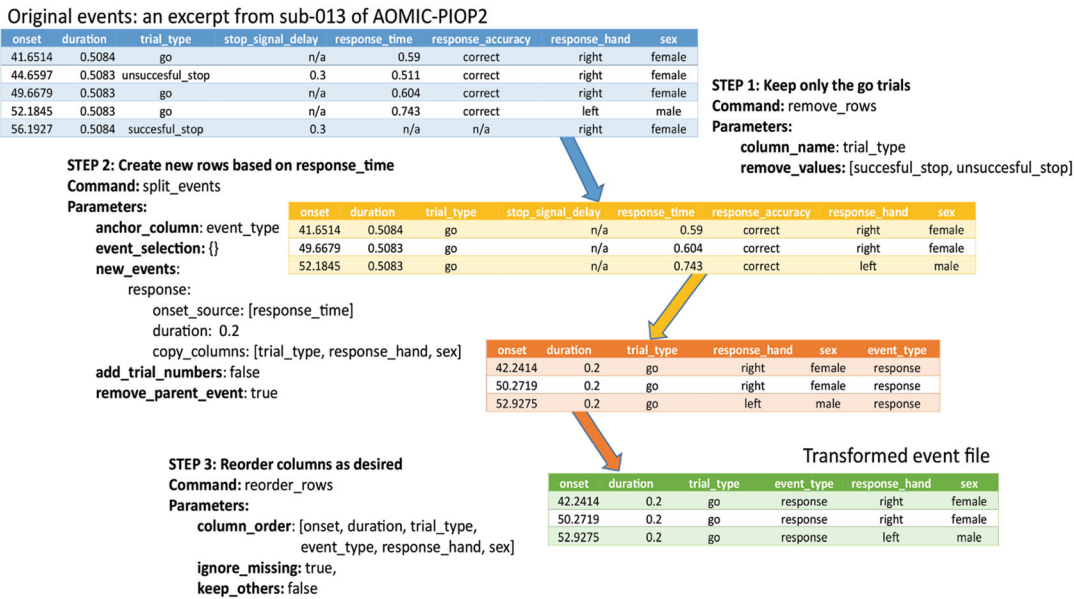 Original events: an excerpt from sub-013 of AOMIC-PIOP2
onset duration trial_type stop_signal_delay response_time response_accuracy response_hand sex
41.6514 0.5084 go n/a 0.59 correct right female
44.6597 0.5083 unsuccesful_stop 0.3 0.511 correct right female
49.6679 0.5083 go n/a 0.604 correct right female
52.1845 0.5083 go n/a 0.743 correct left male
56.1927 0.5084 succesful_stop 0.3 n/a n/a right female
STEP 1: Keep only the go trials
Command: remove_rows
Parameters:
column_name: trial_type
remove_values: [succesful_stop, unsuccesful_stop]
STEP 2: Create new rows based on response_time
Command: split_events
Parameters:
anchor_column: event_type
event_selection: {}
new_events:
response:
onset_source: [response_time]
duration: 0.2
copy_columns: [trial_type, response_hand, sex]
add_trial_numbers: false
remove_parent_event: true
onset duration trial_type stop_signal_delay response_time response_accuracy response_hand sex
41.6514 0.5084 go n/a 0.59 correct right female
49.6679 0.5083 go n/a 0.604 correct right female
52.1845 0.5083 go n/a 0.743 correct left male
onset duration trial_type response_hand sex event_type
42.2414 0.2 go right female response
50.2719 0.2 go right female response
52.9275 0.2 go left male response
STEP 3: Reorder columns as desired
Command: reorder_rows
Parameters:
column_order: [onset, duration, trial_type,
event_type, response_hand, sex]
ignore_missing: true,
keep_others: false
Transformed event file
onset duration trial_type event_type response_hand sex
42.2414 0.2 go response right female
50.2719 0.2 go response right female
52.9275 0.2 go response left male